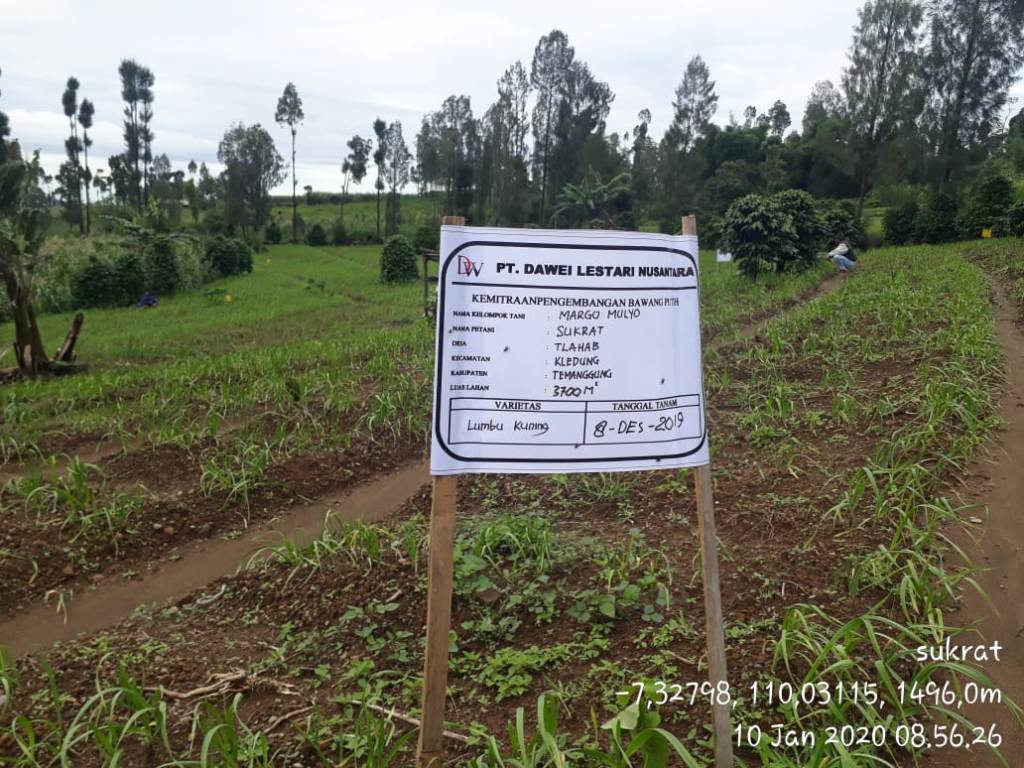 DW PT. DAWEI LESTARI NUSANTARA
KEMITRAANPENGEMBANGAN BAWANG PUTIH
NAMA KELOMPOK TANI : MARGO MULYO
NAMA PETANI : SUKRAT
DESA : TLAHAB
KECAMATAN : KLEDUNG
KABUPATEN : TEMANGGUNG
LUAS LAHAN : 3700 M²
VARIETAS TANGGAL TANAM
Lumbu Kuning 8-DES-2019
sukrat
-7,32798, 110,03115, 1496,0m
10 Jan 2020 08.56.26